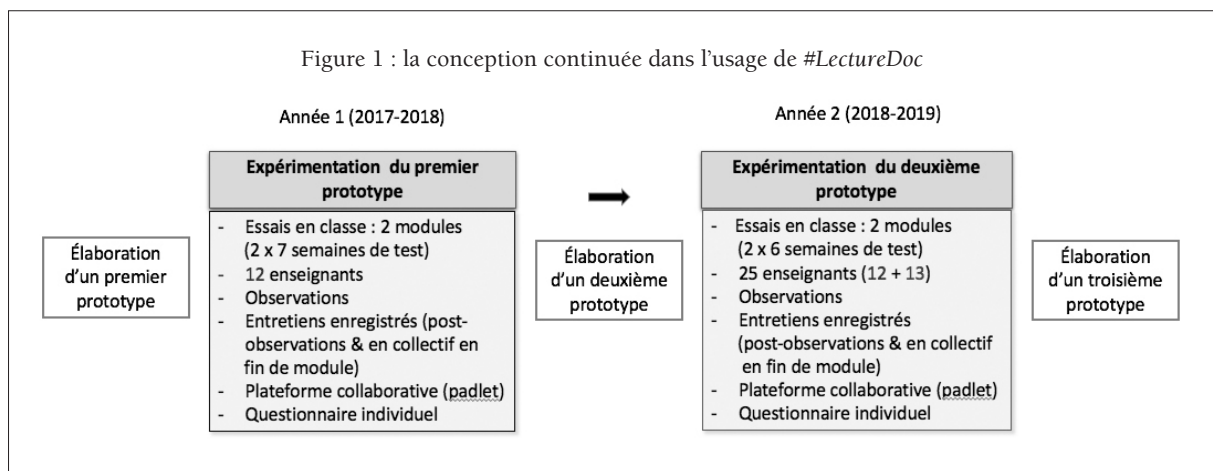 Figure 1 : la conception continuée dans l'usage de #LectureDoc
Année 1 (2017-2018)
Année 2 (2018-2019)
Élaboration
d'un premier
prototype
Expérimentation du premier
prototype
- Essais en classe : 2 modules
(2 x 7 semaines de test)
- 12 enseignants
- Observations
- Entretiens enregistrés (post-
observations & en collectif en
fin de module)
- Plateforme collaborative (padlet)
- Questionnaire individuel
Élaboration
d'un deuxième
prototype
Expérimentation du deuxième
prototype
- Essais en classe : 2 modules
(2 x 6 semaines de test)
- 25 enseignants (12 + 13)
- Observations
- Entretiens enregistrés
(post-observations & en collectif
en fin de module)
- Plateforme collaborative (padlet)
- Questionnaire individuel
Élaboration
d'un troisième
prototype